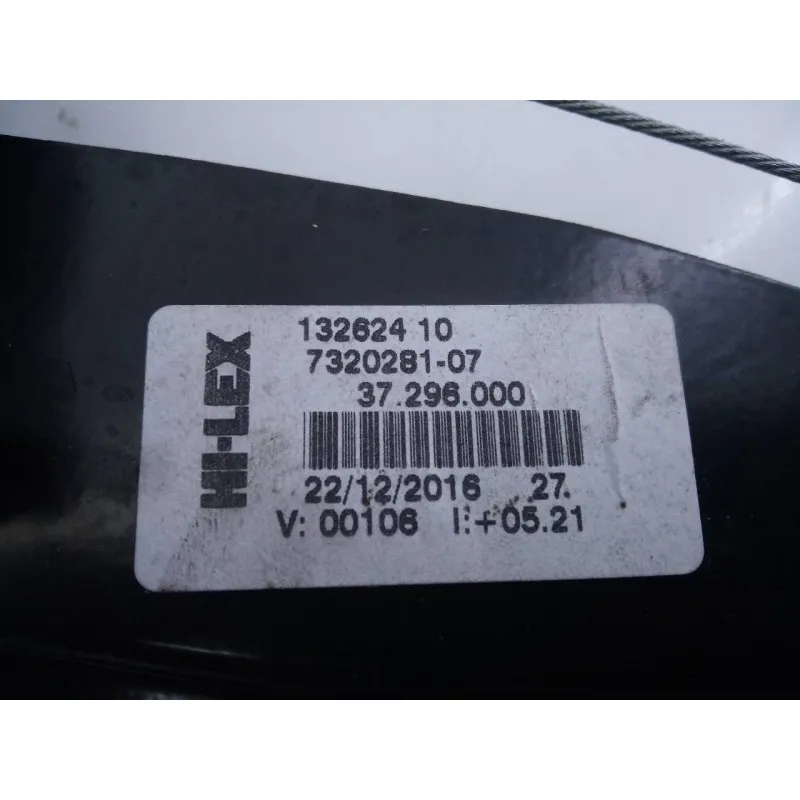 HI-LEX
132624 10
7320281-07
37.296.000
22/12/2016 27.
V: 00106 I:+05.21